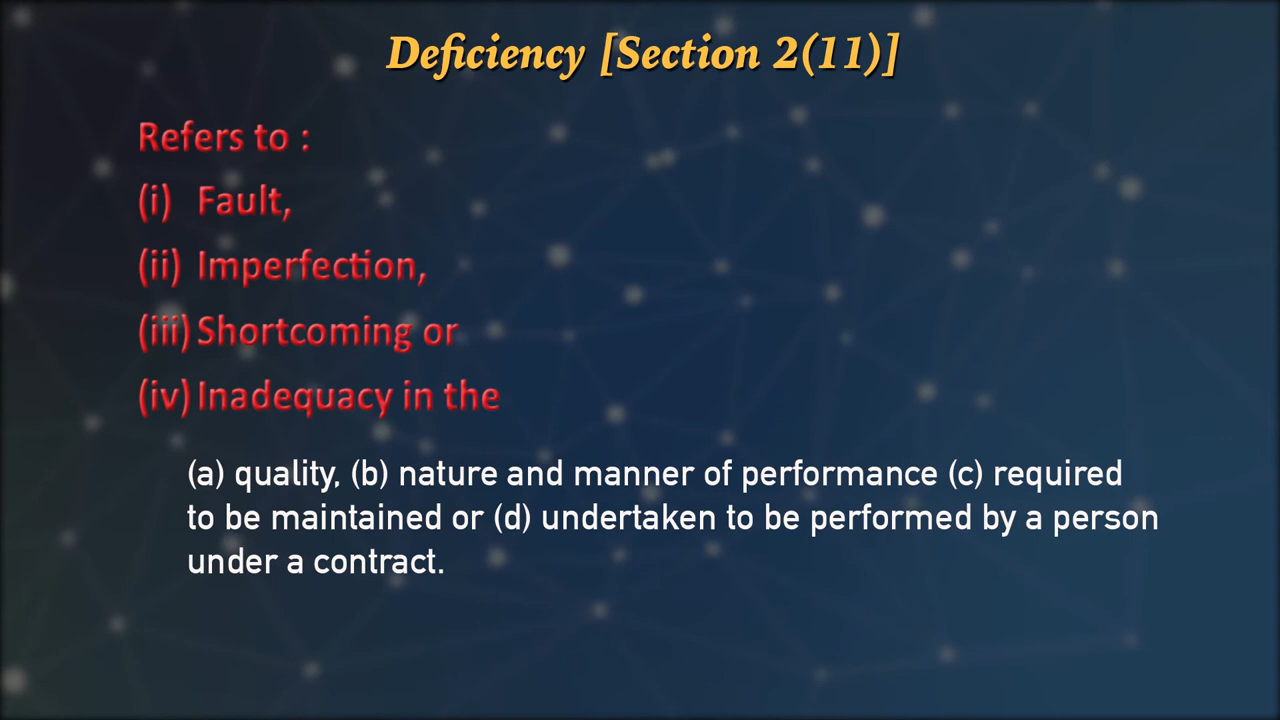 Deficiency [Section 2(11)]
Refers to :
(i) Fault,
(ii) Imperfection,
(iii) Shortcoming or
(iv) Inadequacy in the
(a) quality, (b) nature and manner of performance (c) required
to be maintained or (d) undertaken to be performed by a person
under a contract.